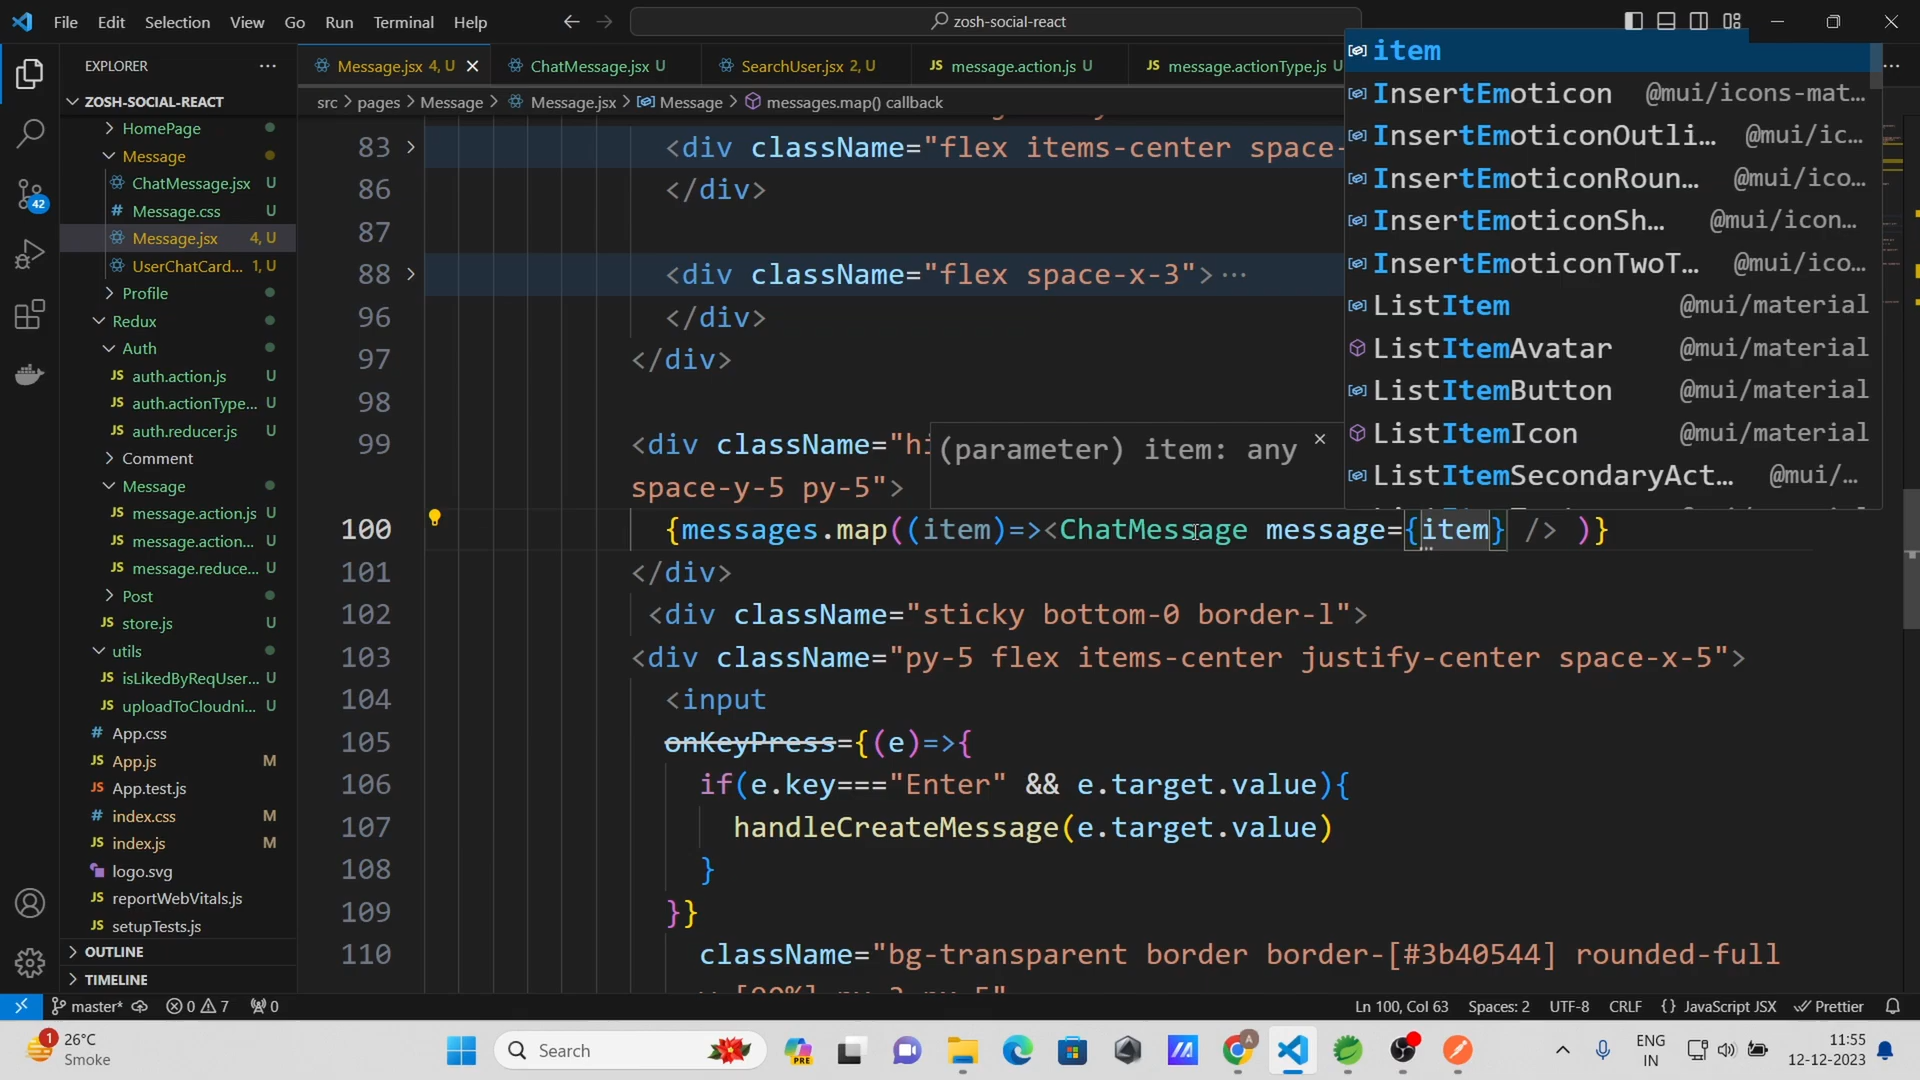 File Edit Selection View Go Run Terminal Help
zosh-social-react
EXPLORER
ZOSH-SOCIAL-REACT
HomePage
Message
ChatMessage.jsx U
Message.css U
Message.jsx 4, U
UserChatCard... 1, U
Profile
Redux
Auth
auth.action.js U
auth.actionType... U
auth.reducer.js U
Comment
Message
message.action.js U
message.action... U
message.reduce... U
Post
store.js U
utils
isLikedByReqUser... U
uploadToCloudni... U
App.css
App.js M
App.test.js
index.css M
index.js M
logo.svg
reportWebVitals.js
setupTests.js
OUTLINE
TIMELINE
42
Message.jsx 4, U
ChatMessage.jsx U
SearchUser.jsx 2, U
message.action.js U
message.actionType.js U
src > pages > Message > Message.jsx > Message > messages.map() callback
83 <div className="flex items-center space-
86 </div>
87
88 <div className="flex space-x-3">...
96 </div>
97 </div>
98
99 <div className="hi
space-y-5 py-5">
100 {messages.map((item)=><ChatMessage message={item} /> )}
101 </div>
102 <div className="sticky bottom-0 border-l">
103 <div className="py-5 flex items-center justify-center space-x-5">
104 <input
105 onKeyPress={(e)=>{
106 if(e.key==="Enter" && e.target.value){
107 handleCreateMessage(e.target.value)
108 }
109 }}
110 className="bg-transparent border border-[#3b40544] rounded-full
(parameter) item: any
item
InsertEmoticon @mui/icons-mat...
InsertEmoticonOutli... @mui/ic...
InsertEmoticonRoun... @mui/ico...
InsertEmoticonSh... @mui/icon...
InsertEmoticonTwoT... @mui/ico...
ListItem @mui/material
ListItemAvatar @mui/material
ListItemButton @mui/material
ListItemIcon @mui/material
ListItemSecondaryAct... @mui/...
master* 0 7 0
Ln 100, Col 63 Spaces: 2 UTF-8 CRLF {} JavaScript JSX Prettier
1 26°C
Smoke
Search
PRE
A
ENG
IN
11:55
12-12-2023